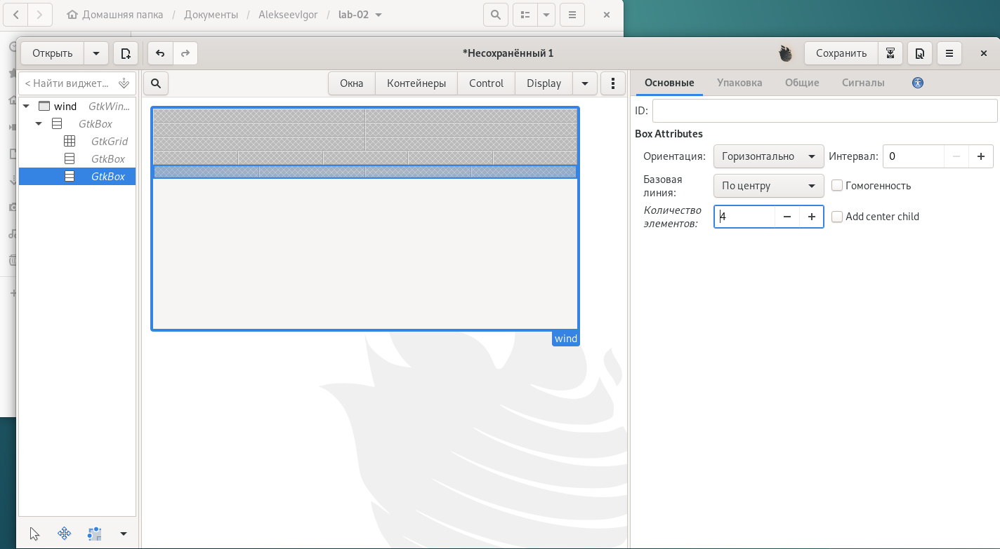 Домашняя папка / Документы / AlekseevIgor / lab-02
Открыть
*Несохранённый 1
Сохранить
< Найти виджет...
Окна
Контейнеры
Control
Display
Основные
Упаковка
Общие
Сигналы
wind GtkWin...
GtkBox
GtkGrid
GtkBox
GtkBox
wind
ID:
Box Attributes
Ориентация: Горизонтально Интервал: 0
Базовая
линия:
По центру
Гомогенность
Количество
элементов:
4
Add center child